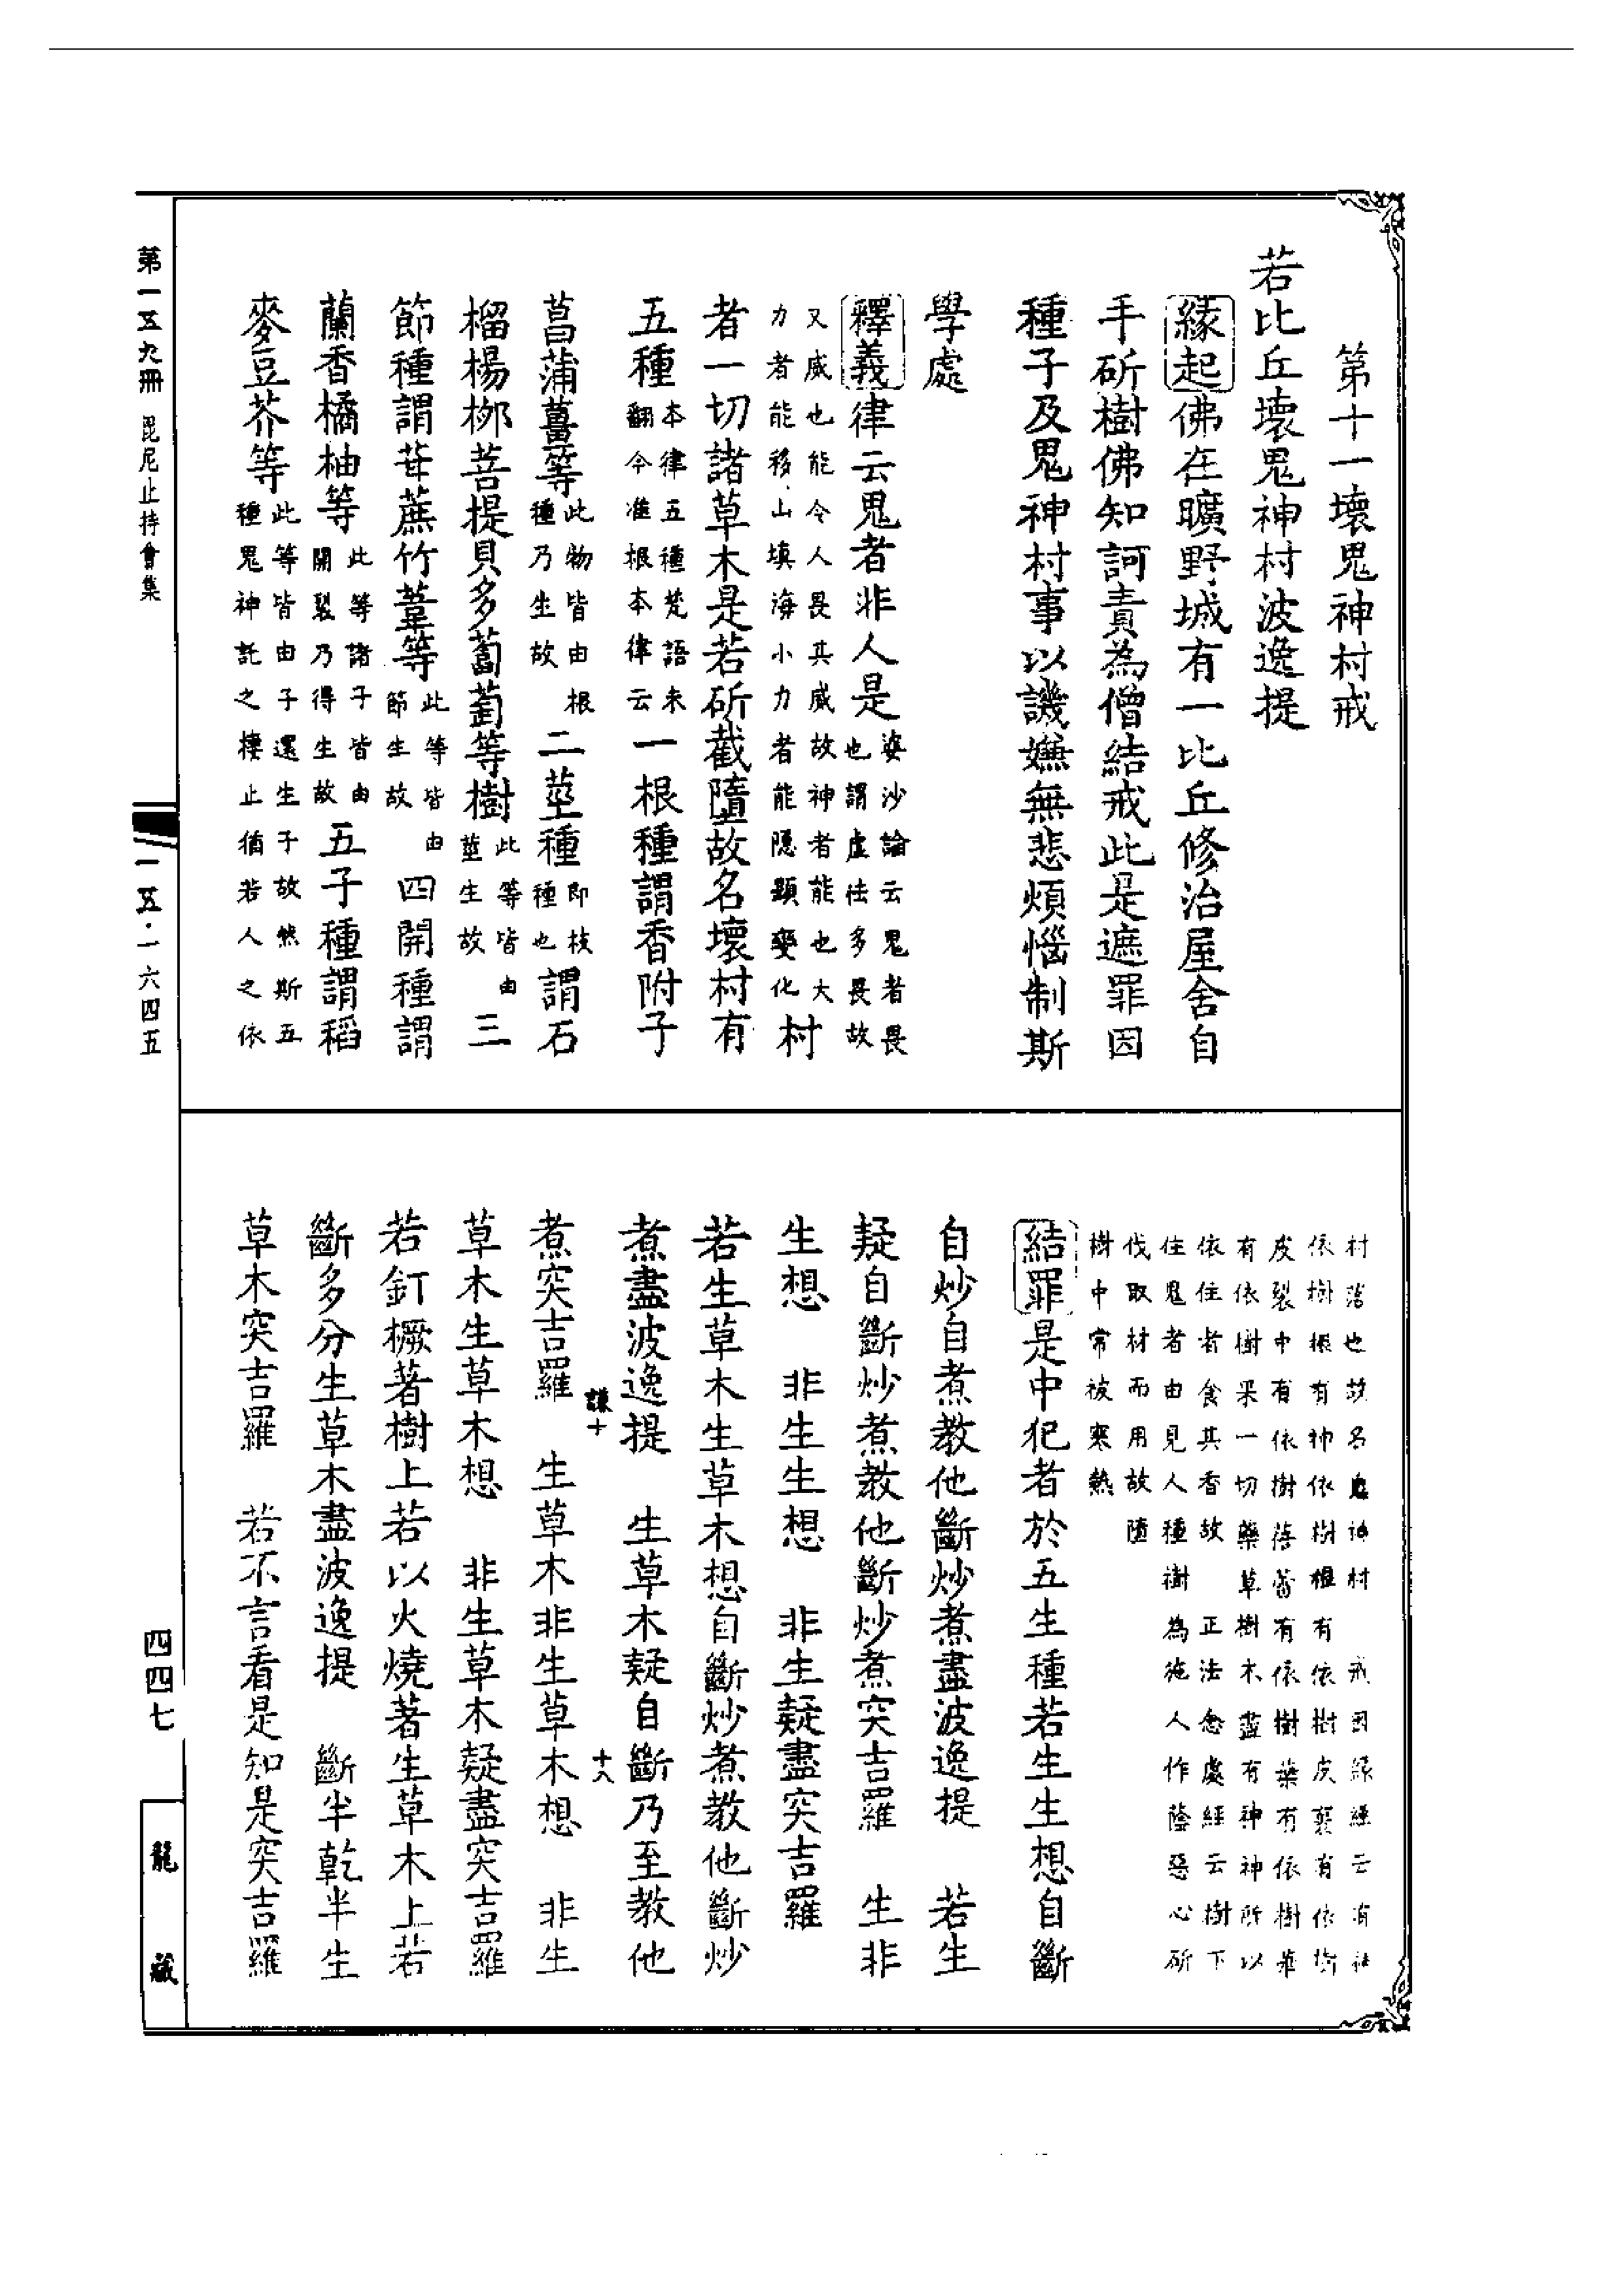 第十一壞鬼神村戒
若比丘壞鬼神村波逸提
緣起佛在曠野城有一比丘修治屋舍自
手斫樹佛知訶責為僧結戒此是遮罪因
種子及鬼神村事以譏嫌無悲煩惱制斯
學處
釋義律云鬼者非人是婆沙論云鬼者畏也謂虛怯多畏故
又威也能令人畏其威故神者能也大力者能移山填海小力者能隱顯變化村
者一切諸草木是若斫截墮故名壞村有
五種本律五種梵語未翻今准根本律云一根種謂香附子
菖蒲薑等此物皆由根種乃生故二莖種即枝種也謂石
榴楊栁菩提貝多蔔萄等樹此等皆由莖生故三
節種謂苷蔗竹葦等此等皆由節生故四開種謂
蘭香橘柚等此等諸子皆由開裂乃得生故五子種謂稻
麥豆芥等此等皆由子還生子故然斯五種鬼神託之棲止猶若人之依
村落也故名鬼神村
戒因緣經云有神
依樹根有神依樹根有依樹皮裂有依樹
皮裂中有依樹蓓蕾有依樹葉有依樹華
有依樹果一切藥草樹木盡有神神所以
依住者食其香故
正法念處經云樹下
住鬼者由見人種樹為施人作蔭惡心斫
伐取材而用故墮
樹中常被寒熱
結罪是中犯者於五生種若生生想自斷
自炒自煮教他斷炒煮盡波逸提 若生
疑自斷炒煮教他斷炒煮突吉羅 生非
生想 非生生想 非生疑盡突吉羅
若生草木生草木想自斷炒煮教他斷炒
煮盡波逸提 生草木疑自斷乃至教他
謙十
十六
煮突吉羅 生草木非生草木想 非生
草木生草木想 非生草木疑盡突吉羅
若釘橛著樹上若以火燒著生草木上若
斷多分生草木盡波逸提 斷半乾半生
草木突吉羅 若不言看是知是突吉羅
第一五九冊
毘尼止持會集
一五·一六四五
四四七
龍藏